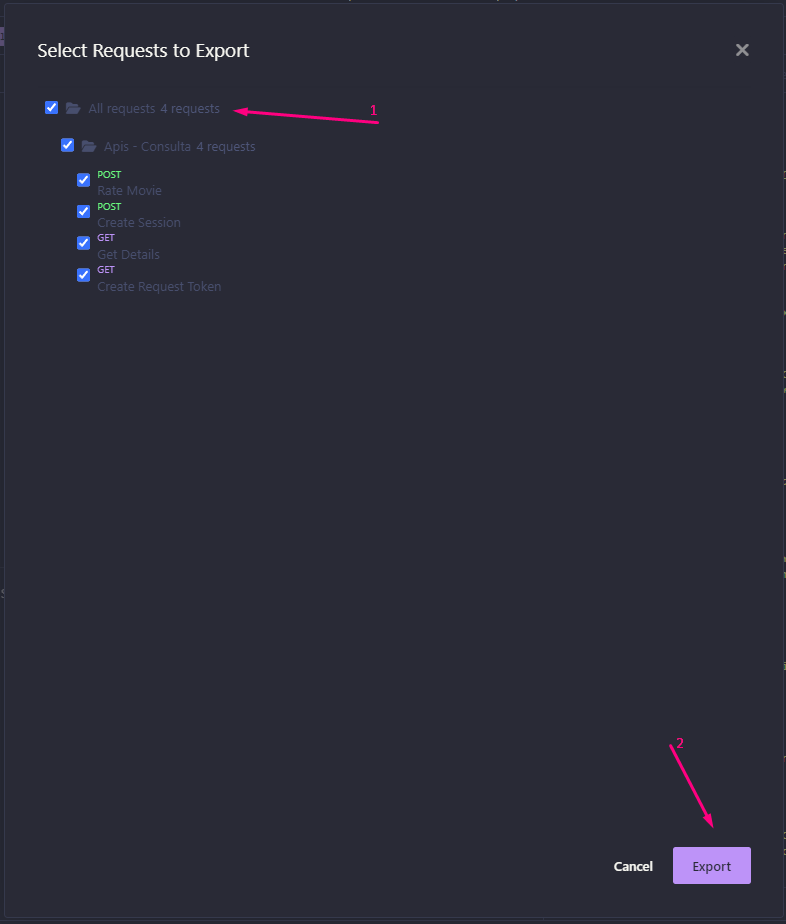 Select Requests to Export
All requests 4 requests
1
Apis - Consulta 4 requests
POST
Rate Movie
POST
Create Session
GET
Get Details
GET
Create Request Token
2
Cancel Export